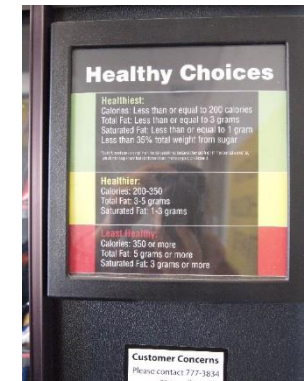 Healthy Choices
Healthiest:
Calories: Less than or equal to 200 calories
Total Fat: Less than or equal to 3 grams
Saturated Fat: Less than or equal to 1 gram
Less than 35% total weight from sugar
Healthier:
Calories: 200-350
Total Fat: 3-5 grams
Saturated Fat: 1-3 grams
Least Healthy:
Calories: 350 or more
Total Fat: 5 grams or more
Saturated Fat: 3 grams or more
Customer Concerns
Please contact 777-3834